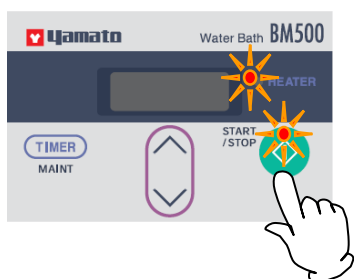 yamato
Water Bath BM500
HEATER
START
/STOP
TIMER
MAINT